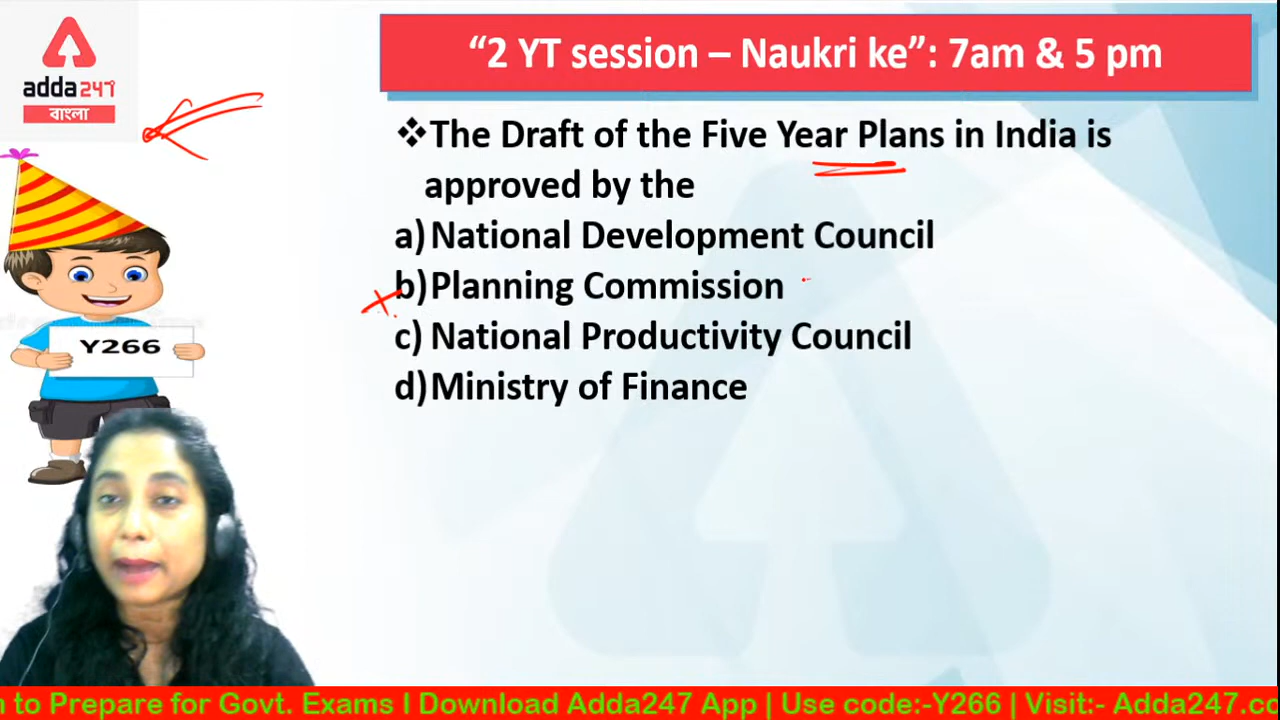 adda247
বাংলা
“2 YT session – Naukri ke”: 7am & 5 pm
❖The Draft of the Five Year Plans in India is
approved by the
a) National Development Council
b) Planning Commission
c) National Productivity Council
d) Ministry of Finance
Y266
to Prepare for Govt. Exams I Download Adda247 App | Use code:-Y266 | Visit:- Adda247.co